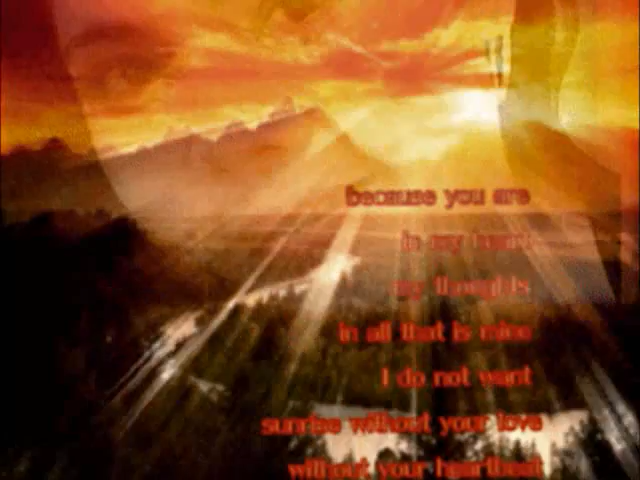 because you are
in my heart
my thoughts
in all that is mine
I do not want
sunrise without your love
without your heartbeat